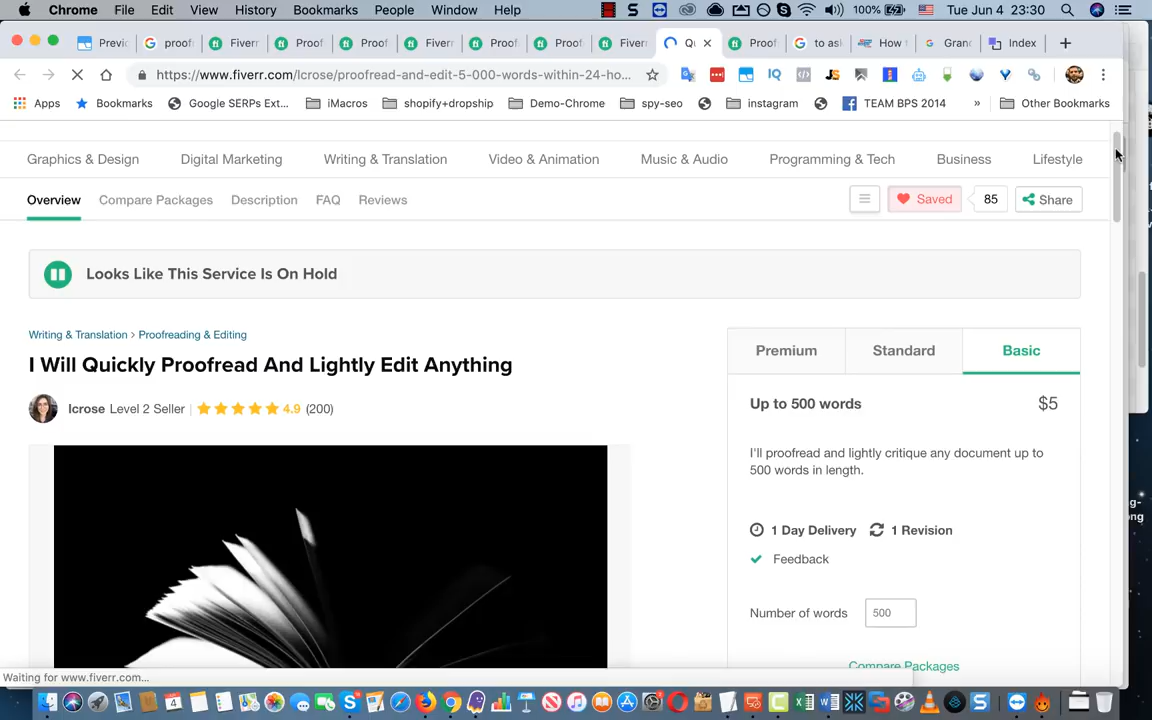 Chrome File Edit View History Bookmarks People Window Help 100% Tue Jun 4 23:30
Previ proof Fiverr Proof Proof Fiverr Proof Proof Fiverr Qu Proof to ask How t Gran Index
https://www.fiverr.com/lcrose/proofread-and-edit-5-000-words-within-24-ho...
Apps Bookmarks Google SERPs Ext... iMacros shopify+dropship Demo-Chrome spy-seo instagram TEAM BPS 2014 » Other Bookmarks
Graphics & Design Digital Marketing Writing & Translation Video & Animation Music & Audio Programming & Tech Business Lifestyle
Overview Compare Packages Description FAQ Reviews Saved 85 Share
Looks Like This Service Is On Hold
Writing & Translation > Proofreading & Editing
I Will Quickly Proofread And Lightly Edit Anything
lcrose Level 2 Seller 4.9 (200)
Premium Standard Basic
Up to 500 words $5
I'll proofread and lightly critique any document up to
500 words in length.
1 Day Delivery 1 Revision
Feedback
Number of words 500
Compare Packages
Waiting for www.fiverr.com...